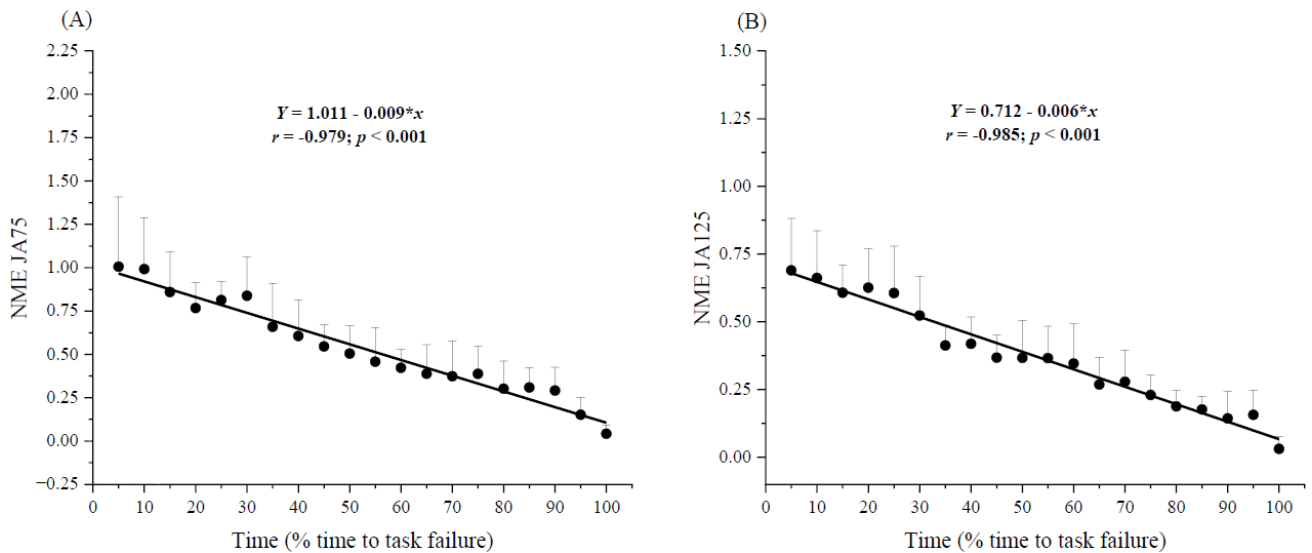 (A)
Y = 1.011 - 0.009*x
r = -0.979; p < 0.001
NME JA75
2.25
2.00
1.75
1.50
1.25
1.00
0.75
0.50
0.25
0.00
−0.25
0 10 20 30 40 50 60 70 80 90 100
Time (% time to task failure)
(B)
Y = 0.712 - 0.006*x
r = -0.985; p < 0.001
NME JA125
1.50
1.25
1.00
0.75
0.50
0.25
0.00
0 10 20 30 40 50 60 70 80 90 100
Time (% time to task failure)